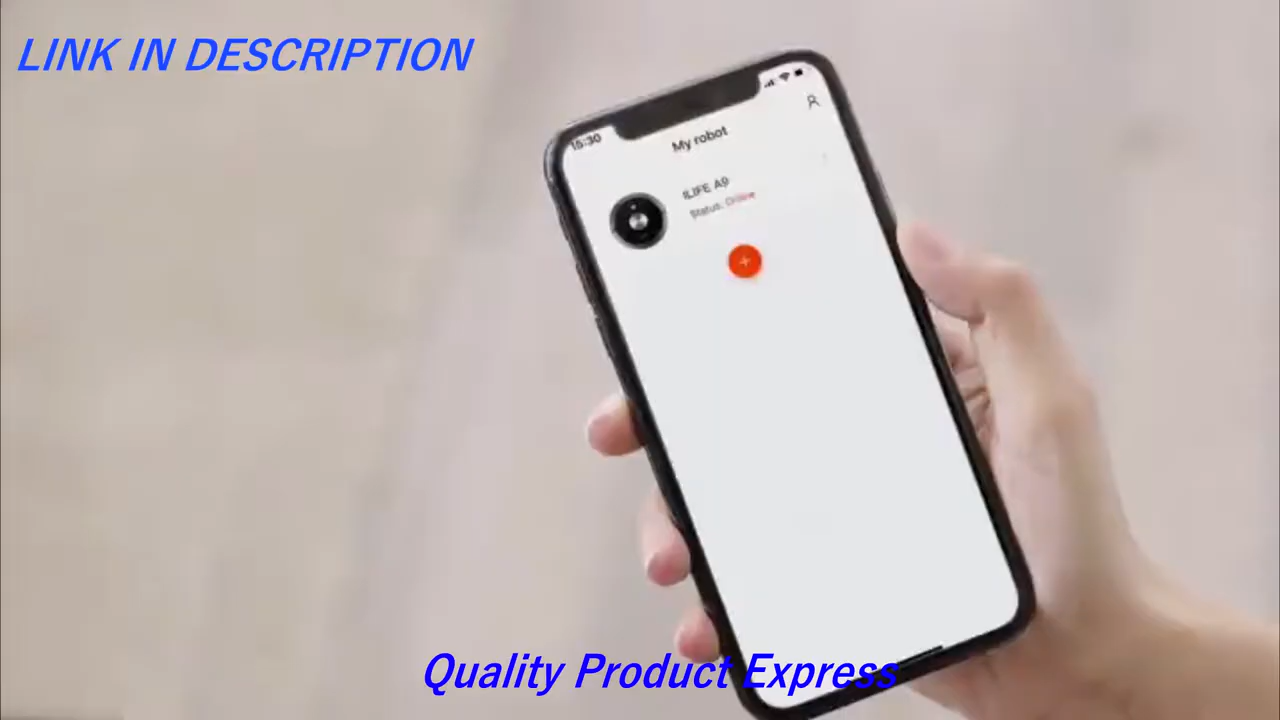 LINK IN DESCRIPTION
15:30
My robot
ILIFE A9
Status: Online
Quality Product Express